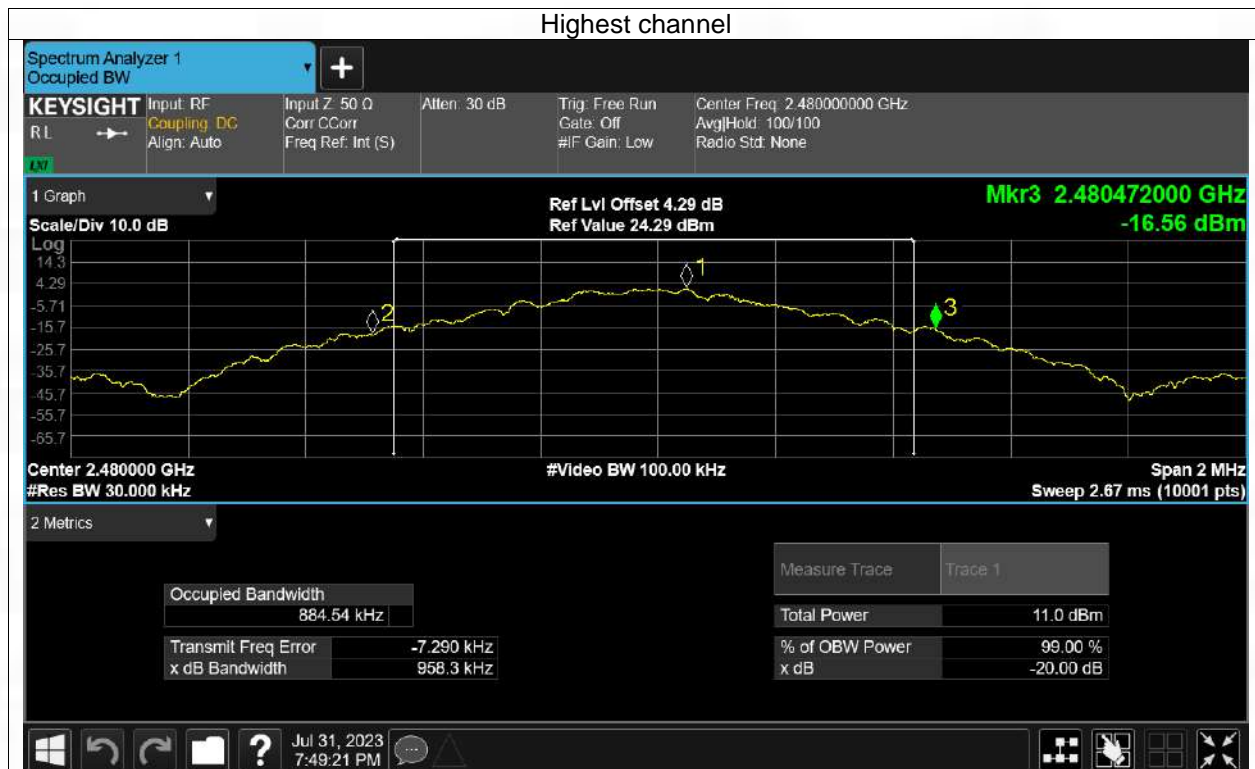 Highest channel
Spectrum Analyzer 1
Occupied BW
+
KEYSIGHT
R L
LXI
Input: RF
Coupling: DC
Align: Auto
Input Z: 50 Ω
Corr CCorr
Freq Ref: Int (S)
Atten: 30 dB
Trig: Free Run
Gate: Off
#IF Gain: Low
Center Freq: 2.480000000 GHz
Avg|Hold: 100/100
Radio Std: None
1 Graph
Scale/Div 10.0 dB
Ref Lvl Offset 4.29 dB
Ref Value 24.29 dBm
Mkr3 2.480472000 GHz
-16.56 dBm
Log
14.3
4.29
-5.71
-15.7
-25.7
-35.7
-45.7
-55.7
-65.7
1
2
3
Center 2.480000 GHz
#Video BW 100.00 kHz
Span 2 MHz
#Res BW 30.000 kHz
Sweep 2.67 ms (10001 pts)
2 Metrics
Measure Trace Trace 1
Occupied Bandwidth
884.54 kHz
Total Power 11.0 dBm
Transmit Freq Error -7.290 kHz
% of OBW Power 99.00 %
x dB Bandwidth 958.3 kHz
x dB -20.00 dB
?
Jul 31, 2023
7:49:21 PM